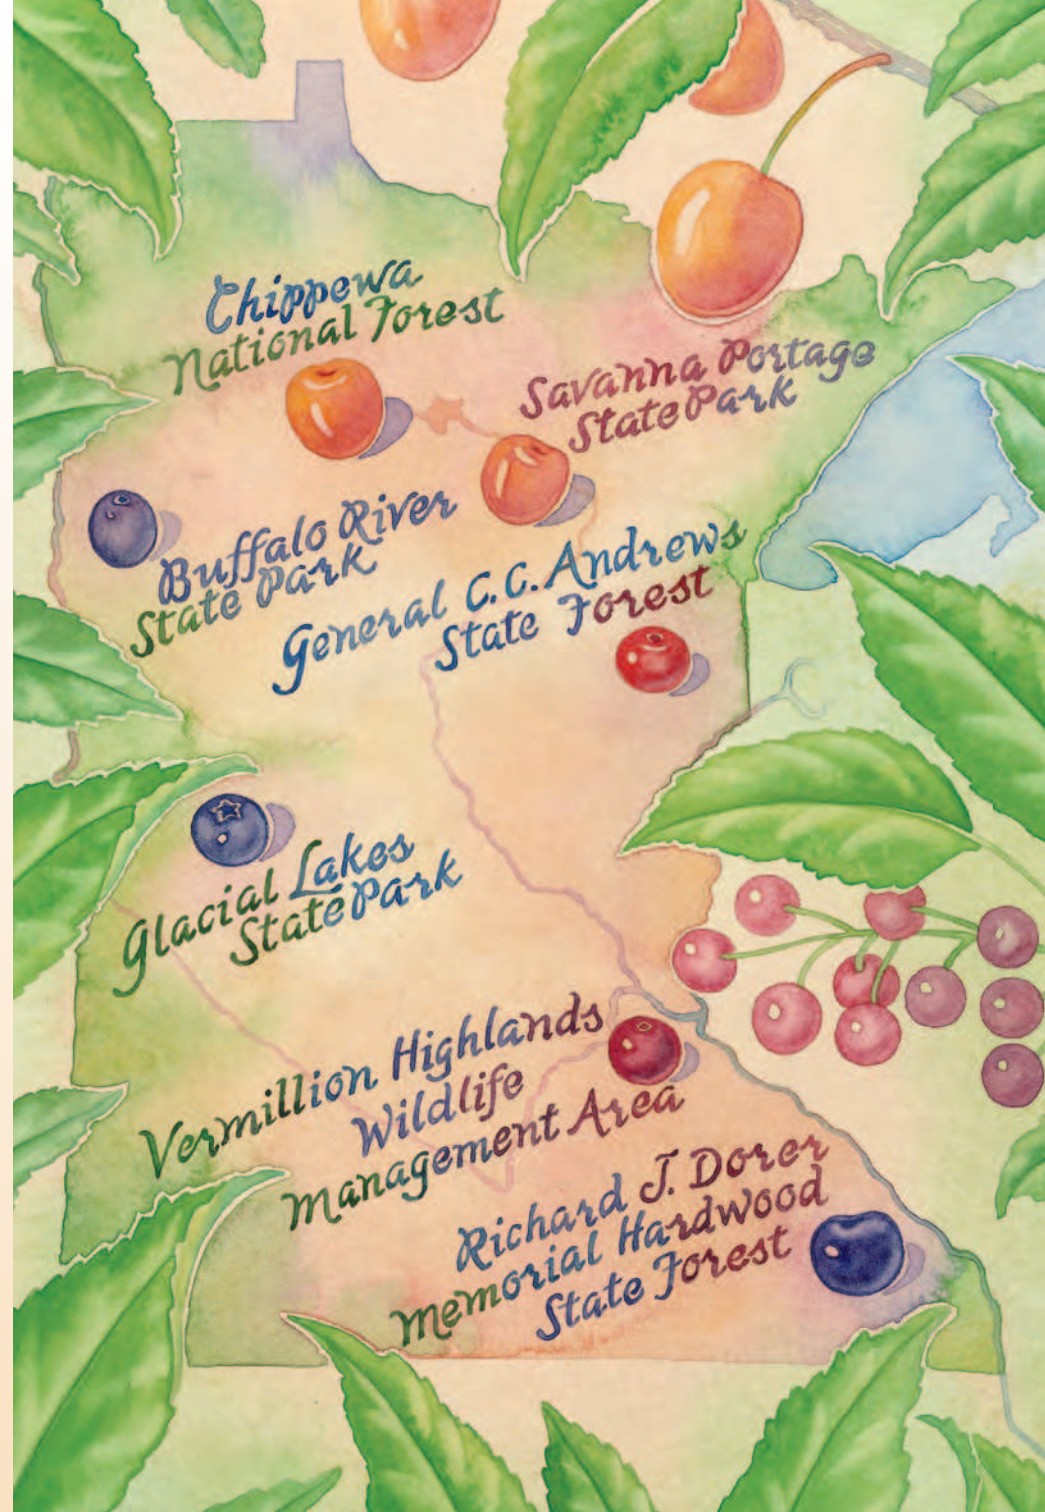 Chippewa
National Forest
Savanna Portage
State Park
Buffalo River
State Park
General C.C. Andrews
State Forest
Glacial Lakes
State Park
Vermillion Highlands
Wildlife
Management Area
Richard J. Dorer
Memorial Hardwood
State Forest